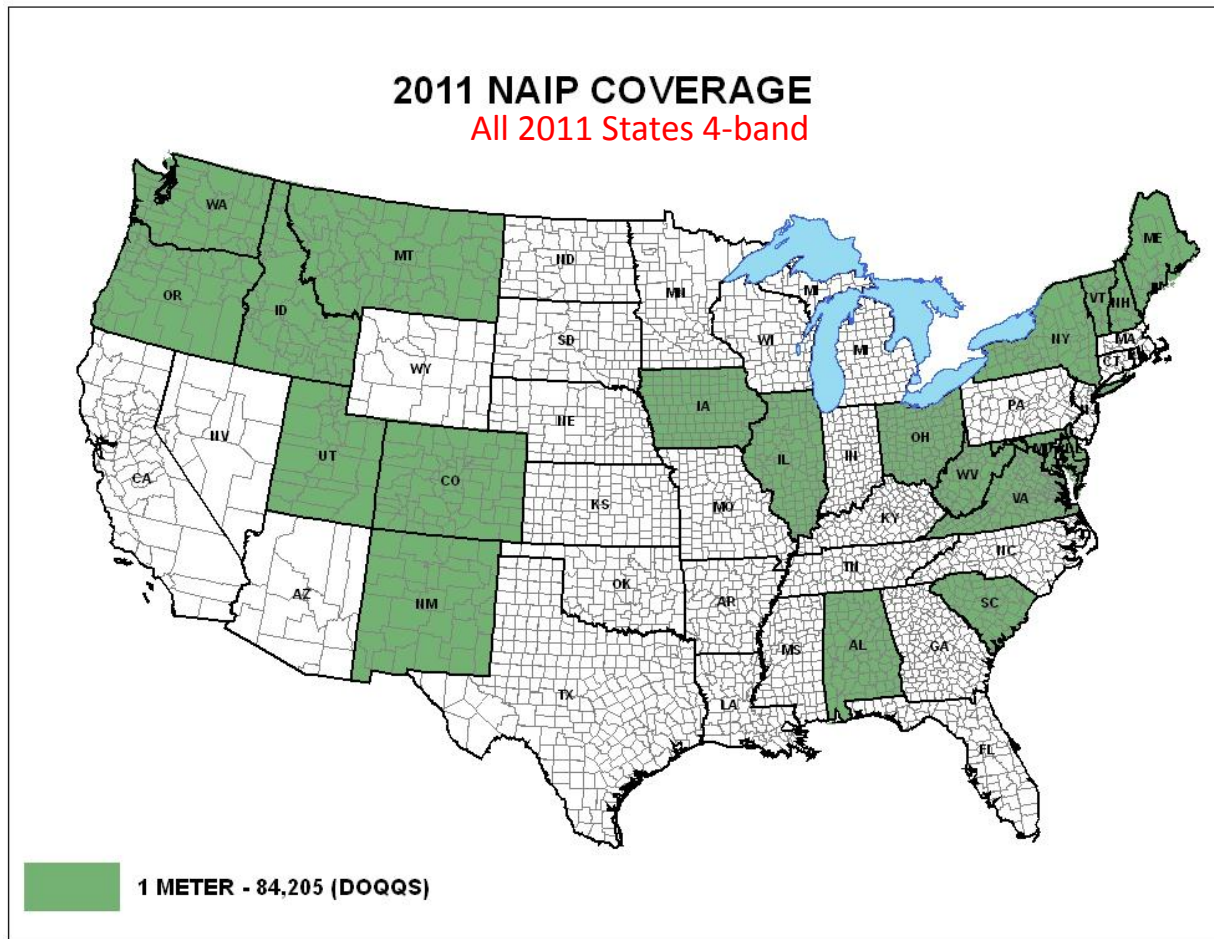 2011 NAIP COVERAGE
All 2011 States 4-band
WA
MT
ND
MN
MI
ME
OR
ID
SD
WI
MI
VT
NH
NY
MA
CT
WY
IA
NE
PA
NV
UT
CO
IL
IN
OH
WV
VA
CA
KS
MO
KY
NC
AZ
NM
OK
AR
TN
SC
TX
LA
MS
AL
GA
FL
1 METER - 84,205 (DOQQS)